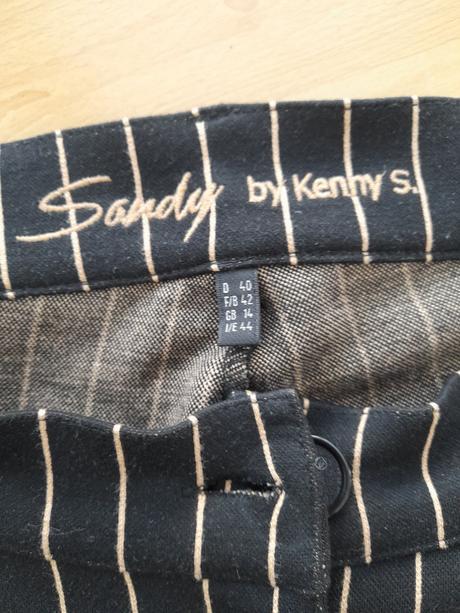 Sandy by Kenny S.
D 40
F/B 42
GB 14
I/E 44